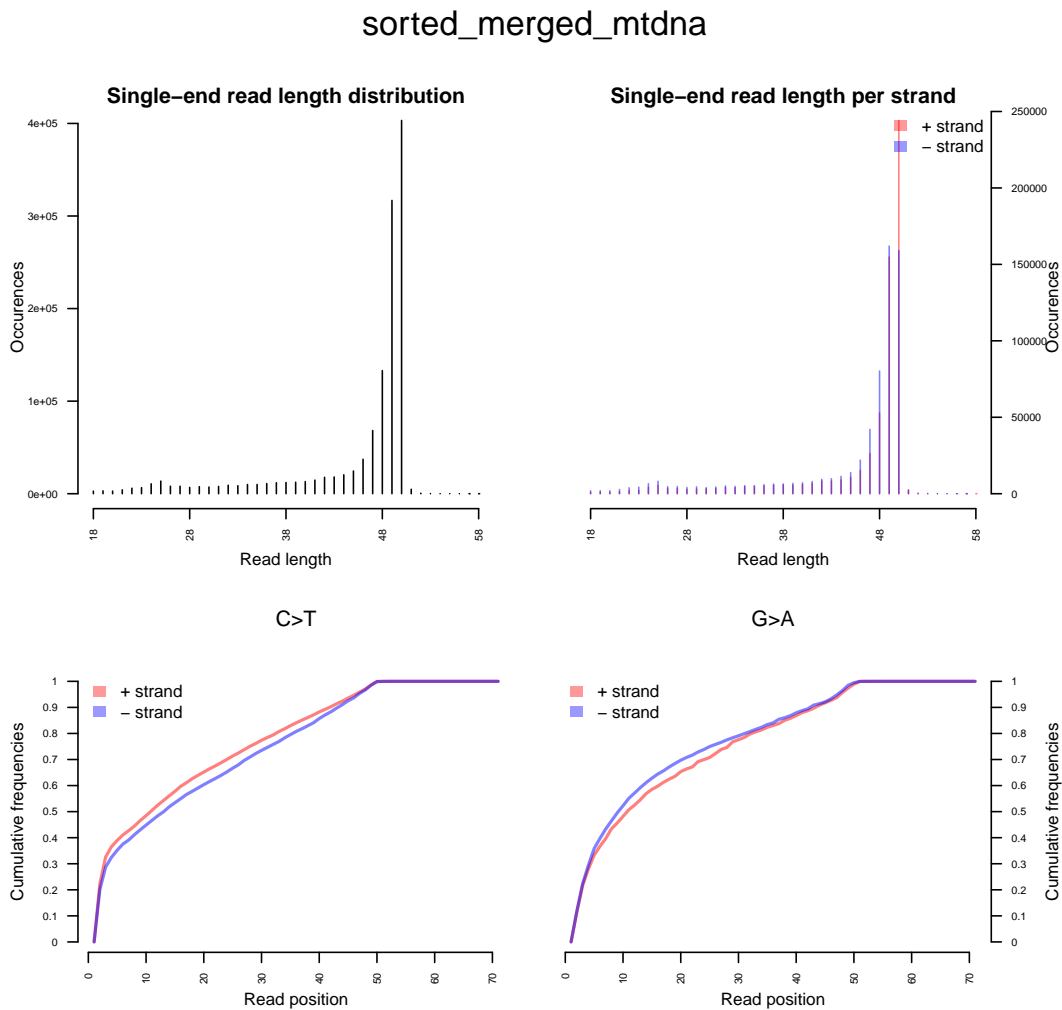 sorted_merged_mtdna
Single−end read length distribution
4e+05
3e+05
2e+05
1e+05
0e+00
Occurences
18
28
38
48
58
Read length
Single−end read length per strand
+ strand
− strand
250000
200000
150000
100000
50000
0
Occurences
18
28
38
48
58
Read length
C>T
+ strand
− strand
1
0.9
0.8
0.7
0.6
0.5
0.4
0.3
0.2
0.1
0
Cumulative frequencies
0
10
20
30
40
50
60
70
Read position
G>A
+ strand
− strand
1
0.9
0.8
0.7
0.6
0.5
0.4
0.3
0.2
0.1
0
Cumulative frequencies
0
10
20
30
40
50
60
70
Read position